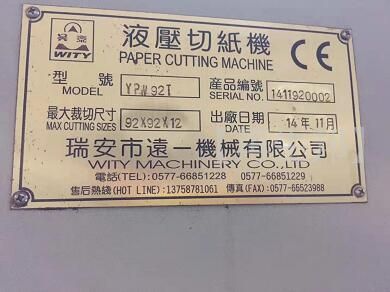 WITY
液壓切紙機
CE
PAPER CUTTING MACHINE
型號 MODEL YPW92T
産品編號 SERIAL NO. 1411920002
最大裁切尺寸 MAX CUTTING SIZES 92X92X12
出廠日期 DATE 14年11月
瑞安市遠一機械有限公司
WITY MACHINERY CO.,LTD
電話(TEL):0577-66851228 0577-66851229
售后熱綫(HOT LINE):13758781061 傳真(FAX):0577-65523988